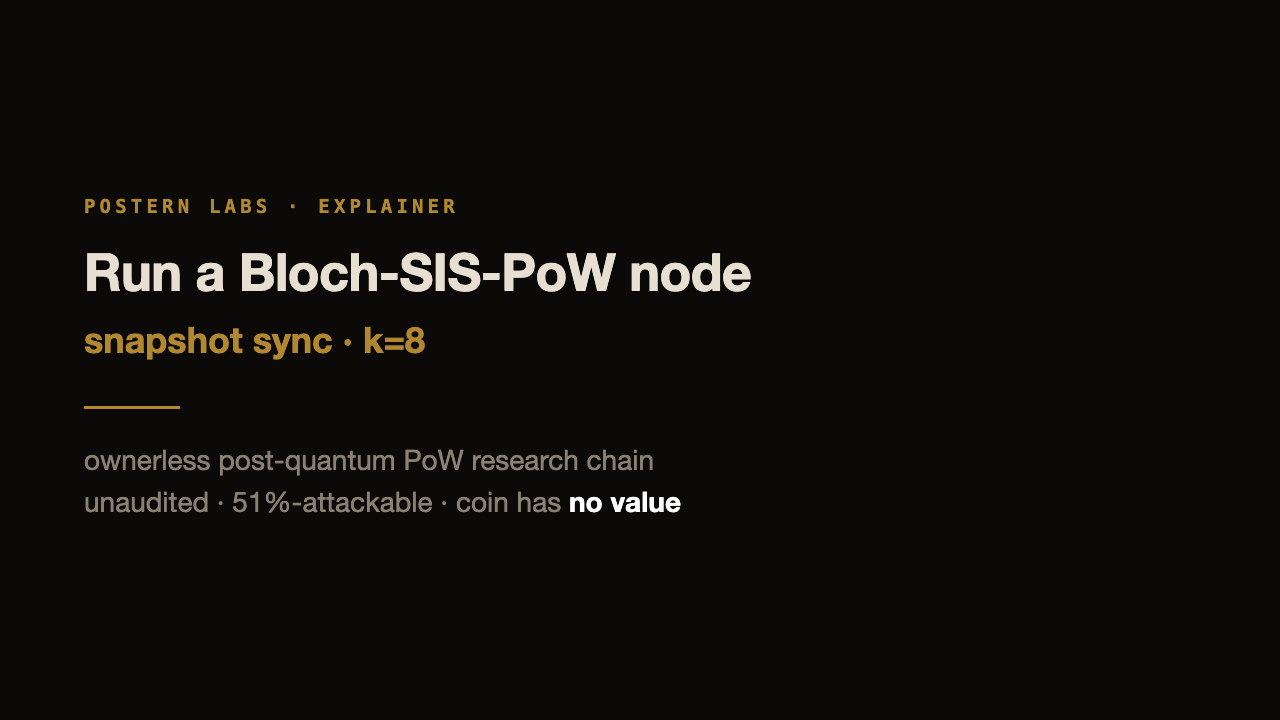 POSTERN LABS · EXPLAINER
Run a Bloch-SIS-PoW node
snapshot sync · k=8
ownerless post-quantum PoW research chain
unaudited · 51%-attackable · coin has no value